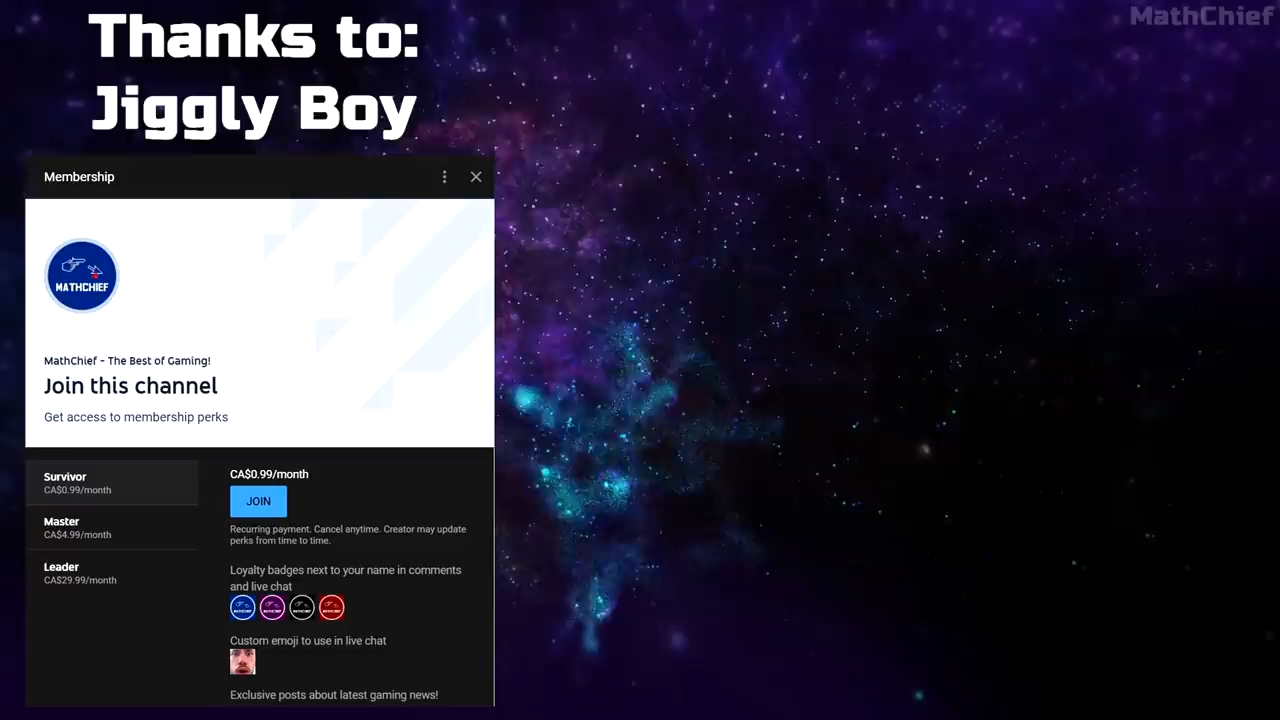 MathChief
Thanks to:
Jiggly Boy
Membership
MATHCHIEF
MathChief - The Best of Gaming!
Join this channel
Get access to membership perks
Survivor
CA$0.99/month
Master
CA$4.99/month
Leader
CA$29.99/month
CA$0.99/month
JOIN
Recurring payment. Cancel anytime. Creator may update
perks from time to time.
Loyalty badges next to your name in comments
and live chat
MATHCHIEF MATHCHIEF MATHCHIEF MATHCHIEF
Custom emoji to use in live chat
Exclusive posts about latest gaming news!